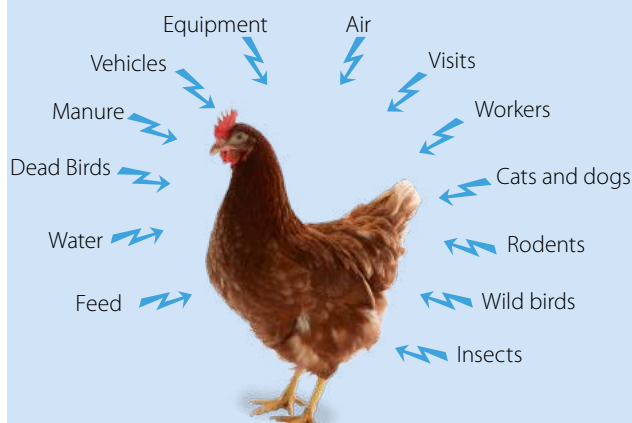 Equipment
Air
Vehicles
Visits
Manure
Workers
Dead Birds
Cats and dogs
Water
Rodents
Feed
Wild birds
Insects